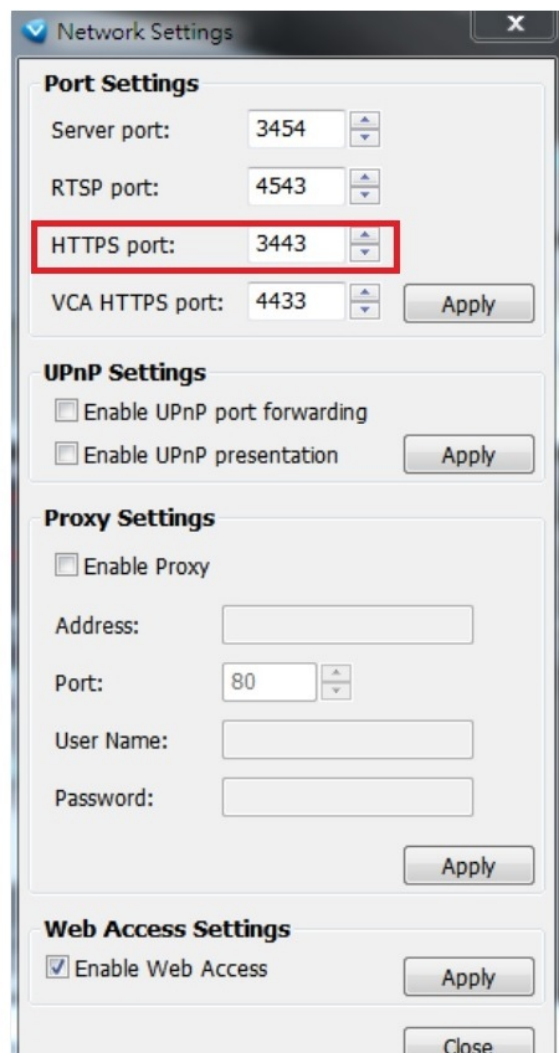 Network Settings
x
Port Settings
Server port: 3454
RTSP port: 4543
HTTPS port: 3443
VCA HTTPS port: 4433 Apply
UPnP Settings
Enable UPnP port forwarding
Enable UPnP presentation Apply
Proxy Settings
Enable Proxy
Address:
Port: 80
User Name:
Password:
Apply
Web Access Settings
Enable Web Access Apply
Close